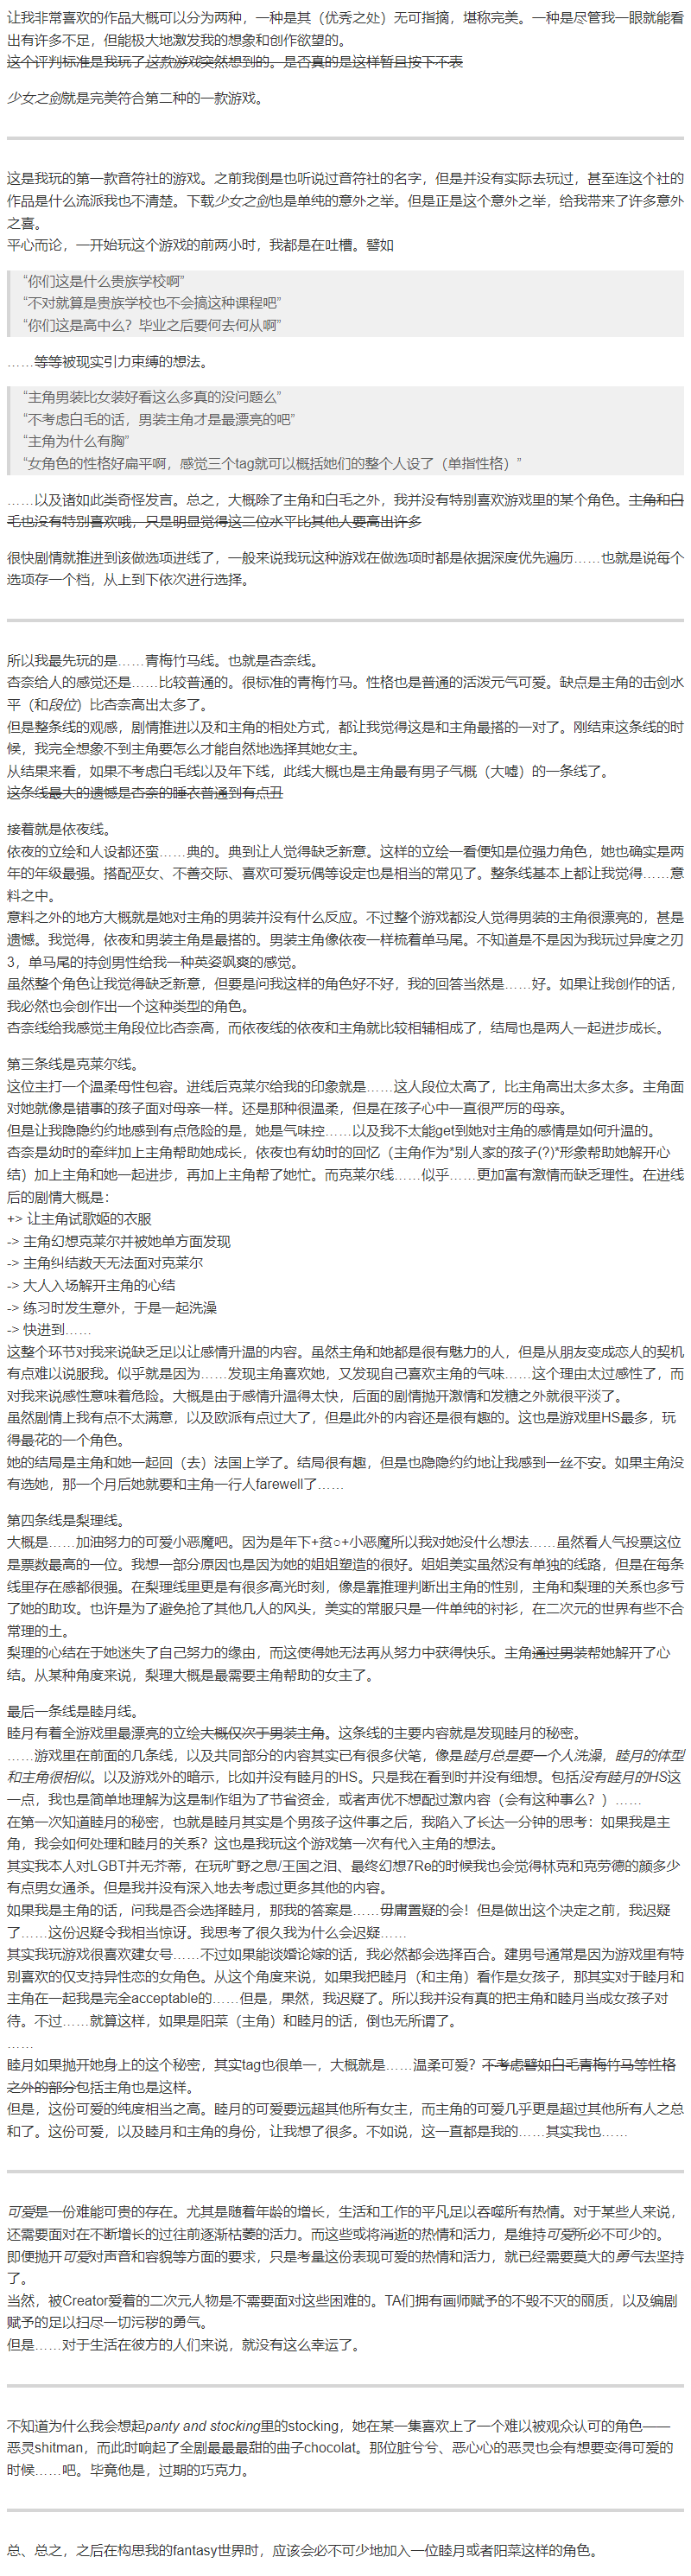 让我非常喜欢的作品大概可以分为两种，一种是其（优秀之处）无可指摘，堪称完美。一种是尽管我一眼就能看
出有许多不足，但能极大地激发我的想象和创作欲望的。
这个评判标准是我玩了这款游戏突然想到的。是否真的是这样暂且按下不表
少女之剑就是完美符合第二种的一款游戏。
这是我玩的第一款音符社的游戏。之前我倒是也听说过音符社的名字，但是并没有实际去玩过，甚至连这个社的
作品是什么流派我也不清楚。下载少女之剑也是单纯的意外之举。但是正是这个意外之举，给我带来了许多意外
之喜。
平心而论，一开始玩这个游戏的前两小时，我都是在吐槽。譬如
“你们这是什么贵族学校啊”
“不对就算是贵族学校也不会搞这种课程吧”
“你们这是高中么？毕业之后要何去何从啊”
……等等被现实引力束缚的想法。
“主角男装比女装好看这么多真的没问题么”
“不考虑白毛的话，男装主角才是最漂亮的吧”
“主角为什么有胸”
“女角色的性格好扁平啊，感觉三个tag就可以概括她们的整个人设了（单指性格）”
……以及诸如此类奇怪发言。总之，大概除了主角和白毛之外，我并没有特别喜欢游戏里的某个角色。主角和白
毛也没有特别喜欢哦，只是明显觉得这二位水平比其他人要高出许多
很快剧情就推进到该做选项进线了，一般来说我玩这种游戏在做选项时都是依据深度优先遍历……也就是说每个
选项存一个档，从上到下依次进行选择。
所以我最先玩的是……青梅竹马线。也就是杏奈线。
杏奈给人的感觉还是……比较普通的。很标准的青梅竹马。性格也是普通的活泼元气可爱。缺点是主角的击剑水
平（和段位）比杏奈高出太多了。
但是整条线的观感，剧情推进以及和主角的相处方式，都让我觉得这是和主角最搭的一对了。刚结束这条线的时
候，我完全想象不到主角要怎么才能自然地选择其她女主。
从结果来看，如果不考虑白毛线以及年下线，此线大概也是主角最有男子气概（大嘘）的一条线了。
这条线最大的遗憾是杏奈的睡衣普通到有点丑
接着就是依夜线。
依夜的立绘和人设都还蛮……典的。典到让人觉得缺乏新意。这样的立绘一看便知是位强力角色，她也确实是两
年的年级最强。搭配巫女、不善交际、喜欢可爱玩偶等设定也是相当的常见了。整条线基本上都让我觉得……意
料之中。
意料之外的地方大概就是她对主角的男装并没有什么反应。不过整个游戏都没人觉得男装的主角很漂亮的，甚是
遗憾。我觉得，依夜和男装主角是最搭的。男装主角像依夜一样梳着单马尾。不知道是不是因为我玩过异度之刃
3，单马尾的持剑男性给我一种英姿飒爽的感觉。
虽然整个角色让我觉得缺乏新意，但要是问我这样的角色好不好，我的回答当然是……好。如果让我创作的话，
我必然也会创作出一个这种类型的角色。
杏奈线给我感觉主角段位比杏奈高，而依夜线的依夜和主角就比较相辅相成了，结局也是两人一起进步成长。
第三条线是克莱尔线。
这位主打一个温柔母性包容。进线后克莱尔给我的印象就是……这人段位太高了，比主角高出太多太多。主角面
对她就像是错事的孩子面对母亲一样。还是那种很温柔，但是在孩子心中一直很严厉的母亲。
但是让我隐隐约约地感到有点危险的是，她是气味控……以及我不太能get到她对主角的感情是如何升温的。
杏奈是幼时的牵绊加上主角帮助她成长，依夜也有幼时的回忆（主角作为*别人家的孩子(?)*形象帮助她解开心
结）加上主角和她一起进步，再加上主角帮了她忙。而克莱尔线……似乎……更加富有激情而缺乏理性。在进线
后的剧情大概是：
+> 让主角试歌姬的衣服
-> 主角幻想克莱尔并被她单方面发现
-> 主角纠结数天无法面对克莱尔
-> 大人入场解开主角的心结
-> 练习时发生意外，于是一起洗澡
-> 快进到……
这整个环节对我来说缺乏足以让感情升温的内容。虽然主角和她都是很有魅力的人，但是从朋友变成恋人的契机
有点难以说服我。似乎就是因为……发现主角喜欢她，又发现自己喜欢主角的气味……这个理由太过感性了，而
对我来说感性意味着危险。大概是由于感情升温得太快，后面的剧情抛开激情和发糖之外就很平淡了。
虽然剧情上我有点不太满意，以及欧派有点过大了，但是此外的内容还是很有趣的。这也是游戏里HS最多，玩
得最花的一个角色。
她的结局是主角和她一起回（去）法国上学了。结局很有趣，但是也隐隐约约地让我感到一丝不安。如果主角没
有选她，那一个月后她就要和主角一行人farewell了……
第四条线是梨理线。
大概是……加油努力的可爱小恶魔吧。因为是年下+贫○+小恶魔所以我对她没什么想法……虽然看人气投票这位
是票数最高的一位。我想一部分原因也是因为她的姐姐塑造的很好。姐姐美实虽然没有单独的线路，但是在每条
线里存在感都很强。在梨理线里更是有很多高光时刻，像是靠推理判断出主角的性别，主角和梨理的关系也多亏
了她的助攻。也许是为了避免抢了其他几人的风头，美实的常服只是一件单纯的衬衫，在二次元的世界有些不合
常理的土。
梨理的心结在于她迷失了自己努力的缘由，而这使得她无法再从努力中获得快乐。主角通过男装帮她解开了心
结。从某种角度来说，梨理大概是最需要主角帮助的女主了。
最后一条线是睦月线。
睦月有着全游戏里最漂亮的立绘大概仅次于男装主角。这条线的主要内容就是发现睦月的秘密。
……游戏里在前面的几条线，以及共同部分的内容其实已有很多伏笔，像是睦月总是要一个人洗澡，睦月的体型
和主角很相似。以及游戏外的暗示，比如并没有睦月的HS。只是我在看到时并没有细想。包括没有睦月的HS这
一点，我也是简单地理解为这是制作组为了节省资金，或者声优不想配过激内容（会有这种事么？）……
在第一次知道睦月的秘密，也就是睦月其实是个男孩子这件事之后，我陷入了长达一分钟的思考：如果我是主
角，我会如何处理和睦月的关系？这也是我玩这个游戏第一次有代入主角的想法。
其实我本人对LGBT并无芥蒂，在玩旷野之息/王国之泪、最终幻想7Re的时候我也会觉得林克和克劳德的颜多少
有点男女通杀。但是我并没有深入地去考虑过更多其他的内容。
如果我是主角的话，问我是否会选择睦月，那我的答案是……毋庸置疑的会！但是做出这个决定之前，我迟疑
了……这份迟疑令我相当惊讶。我思考了很久我为什么会迟疑……
其实我玩游戏很喜欢建女号……不过如果能谈婚论嫁的话，我必然都会选择百合。建男号通常是因为游戏里有特
别喜欢的仅支持异性恋的女角色。从这个角度来说，如果我把睦月（和主角）看作是女孩子，那其实对于睦月和
主角在一起我是完全acceptable的……但是，果然，我迟疑了。所以我并没有真的把主角和睦月当成女孩子对
待。不过……就算这样，如果是阳菜（主角）和睦月的话，倒也无所谓了。
……
睦月如果抛开她身上的这个秘密，其实tag也很单一，大概就是……温柔可爱？不考虑譬如白毛青梅竹马等性格
之外的部分包括主角也是这样。
但是，这份可爱的纯度相当之高。睦月的可爱要远超其他所有女主，而主角的可爱几乎更是超过其他所有人之总
和了。这份可爱，以及睦月和主角的身份，让我想了很多。不如说，这一直都是我的……其实我也……
可爱是一份难能可贵的存在。尤其是随着年龄的增长，生活和工作的平凡足以吞噬所有热情。对于某些人来说，
还需要面对在不断增长的过往前逐渐枯萎的活力。而这些或将消逝的热情和活力，是维持可爱所必不可少的。
即便抛开可爱对声音和容貌等方面的要求，只是考量这份表现可爱的热情和活力，就已经需要莫大的勇气去坚持
了。
当然，被Creator爱着的二次元人物是不需要面对这些困难的。TA们拥有画师赋予的不毁不灭的丽质，以及编剧
赋予的足以扫尽一切污秽的勇气。
但是……对于生活在彼方的人们来说，就没有这么幸运了。
不知道为什么我会想起panty and stocking里的stocking，她在某一集喜欢上了一个难以被观众认可的角色——
恶灵shitman，而此时响起了全剧最最最甜的曲子chocolat。那位脏兮兮、恶心心的恶灵也会有想要变得可爱的
时候……吧。毕竟他是，过期的巧克力。
总、总之，之后在构思我的fantasy世界时，应该会必不可少地加入一位睦月或者阳菜这样的角色。